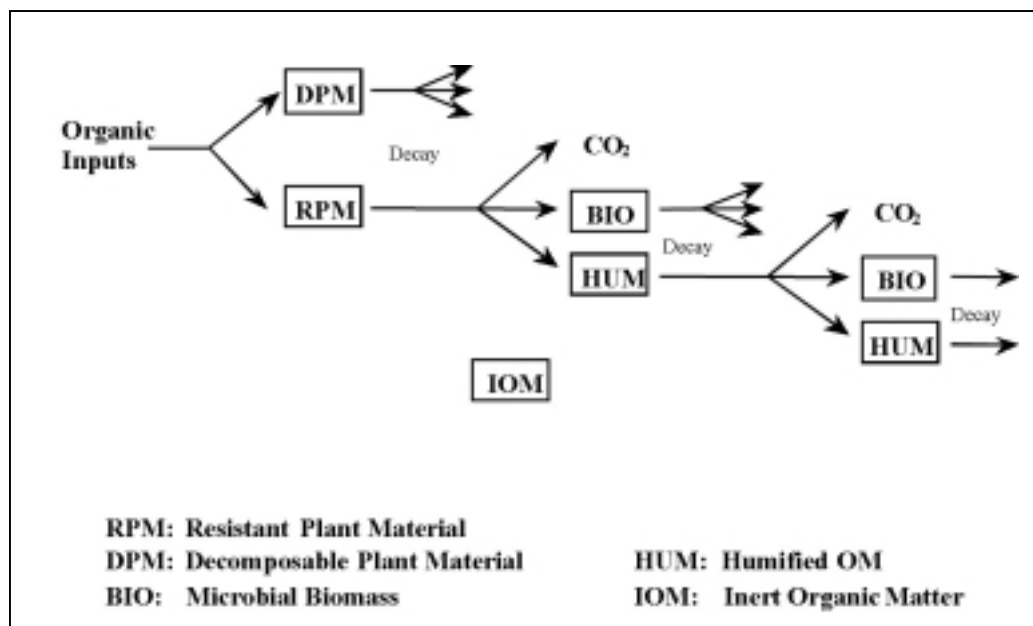 DPM
Organic
Inputs
Decay
CO₂
RPM
BIO
CO₂
Decay
HUM
BIO
Decay
HUM
IOM
RPM: Resistant Plant Material
DPM: Decomposable Plant Material
HUM: Humified OM
BIO: Microbial Biomass
IOM: Inert Organic Matter